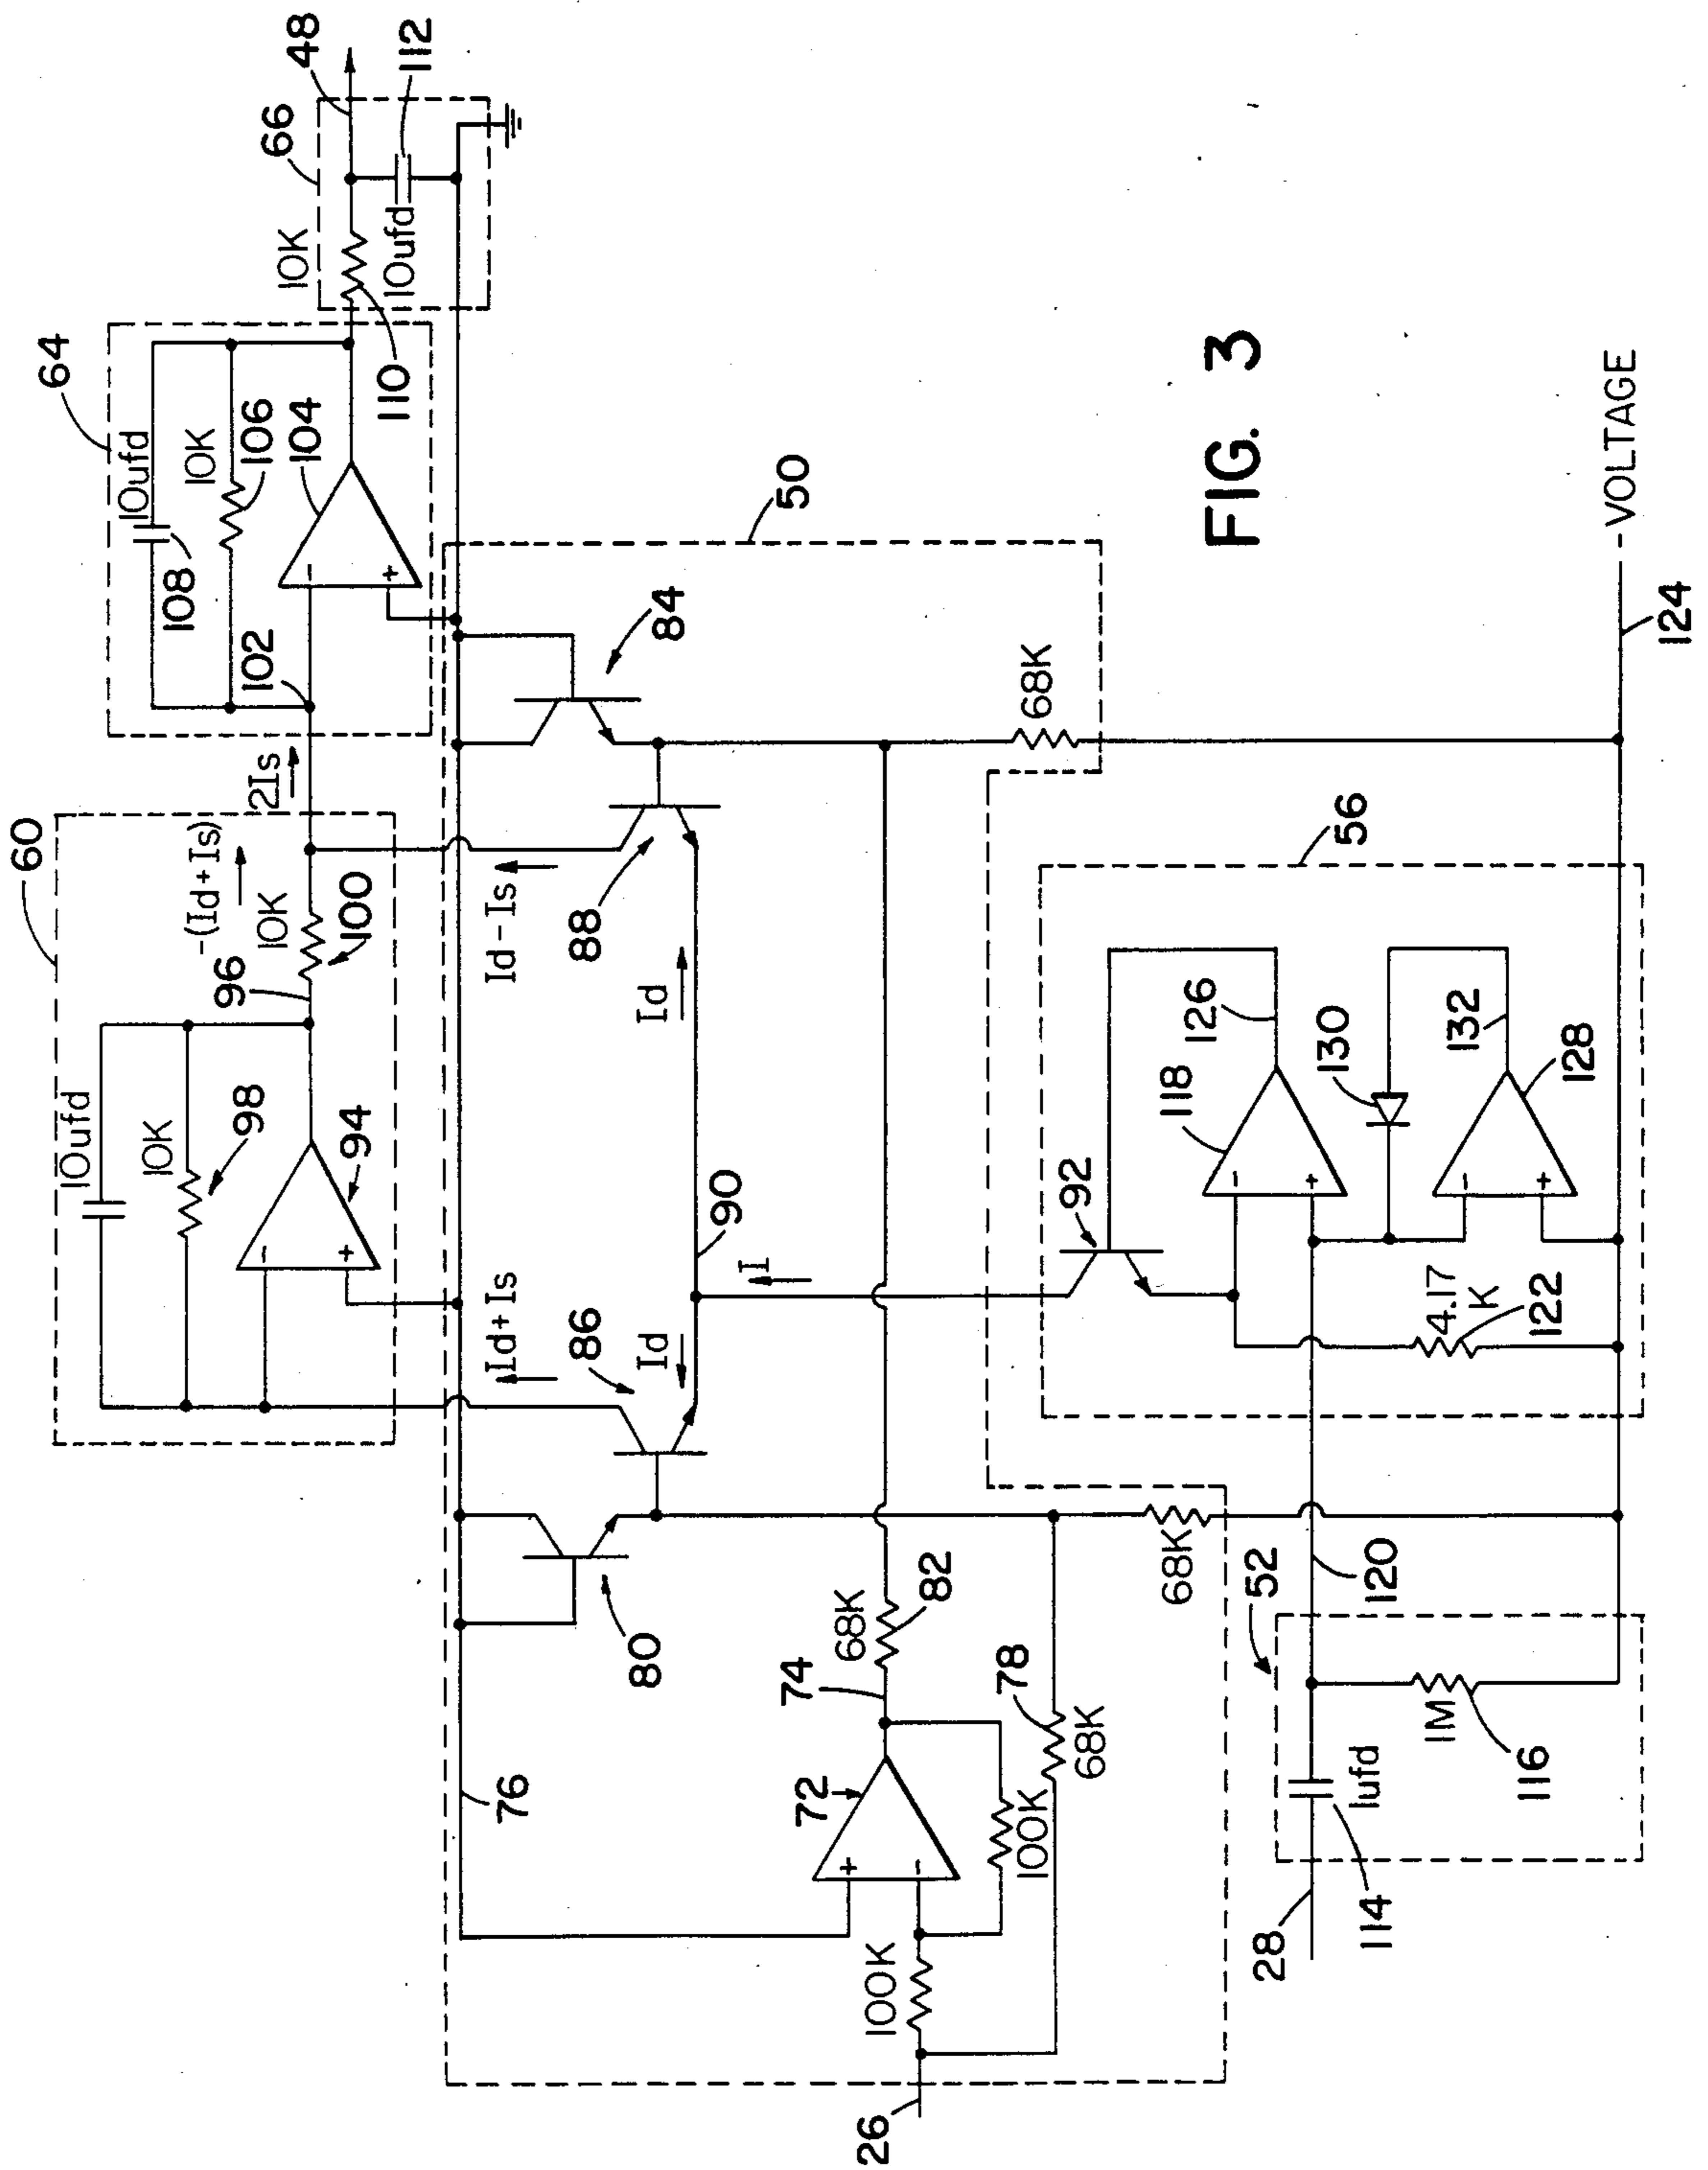 60
64
66
48
112
10ufd
10K
98
94
96
-(Id+Is)
10K
100
2Is
102
108
10ufd
10K
106
104
110
10K
10ufd
76
80
86
Id+Is
Id
90
I
Id
Id-Is
88
84
50
26
100K
72
74
68K
82
100K
78
68K
68K
68K
FIG. 3
52
28
114
1ufd
1M
116
120
92
4.17
K
122
118
126
130
132
128
56
124
-VOLTAGE